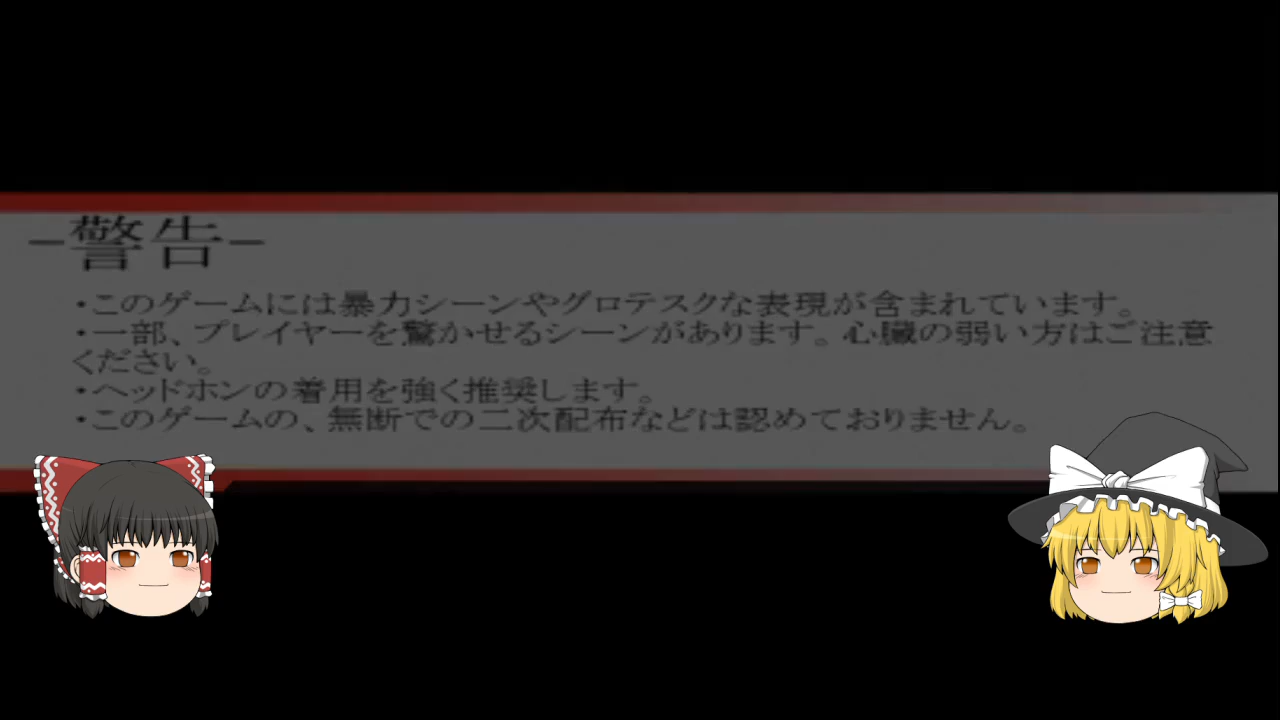 –警告–
・このゲームには暴力シーンやグロテスクな表現が含まれています。
・一部、プレイヤーを驚かせるシーンがあります。心臓の弱い方はご注意
ください。
・ヘッドホンの着用を強く推奨します。
・このゲームの、無断での二次配布などは認めておりません。